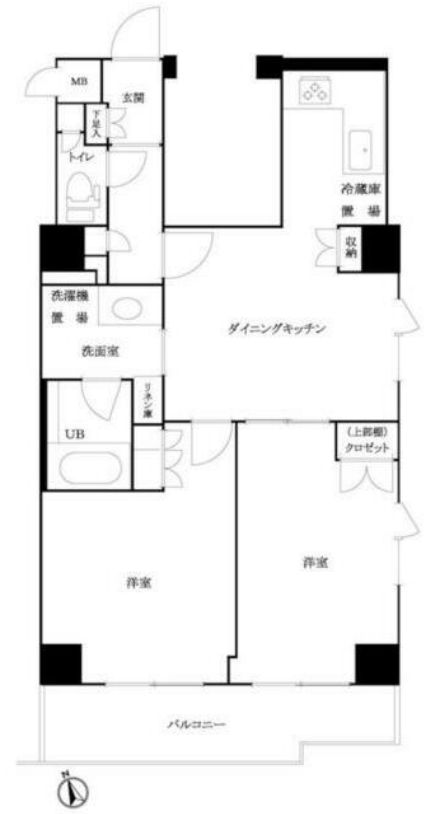 MB
玄関
下足入
トイレ
冷蔵庫
置 場
収納
洗濯機
置 場
洗面室
ダイニングキッチン
リネン庫
UB
(上部棚)
クロゼット
洋室
洋室
バルコニー
N